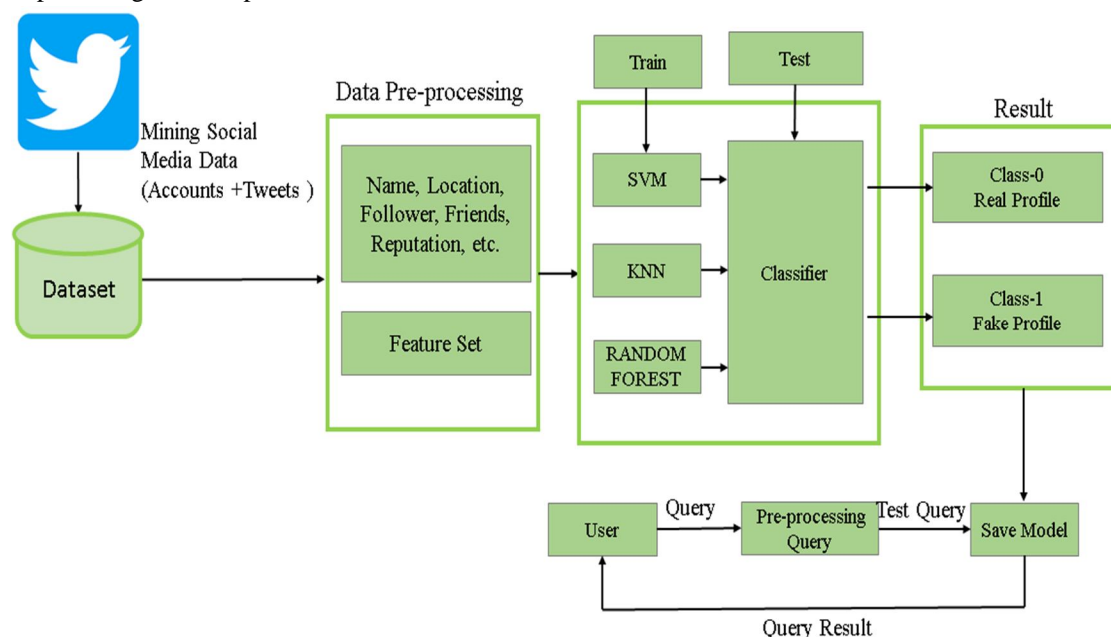 Train
Test
Data Pre-processing
Result
Mining Social
Media Data
(Accounts +Tweets )
Name, Location,
Follower, Friends,
Reputation, etc.
Feature Set
Dataset
SVM
KNN
RANDOM
FOREST
Classifier
Class-0
Real Profile
Class-1
Fake Profile
User
Query
Pre-processing
Query
Test Query
Save Model
Query Result